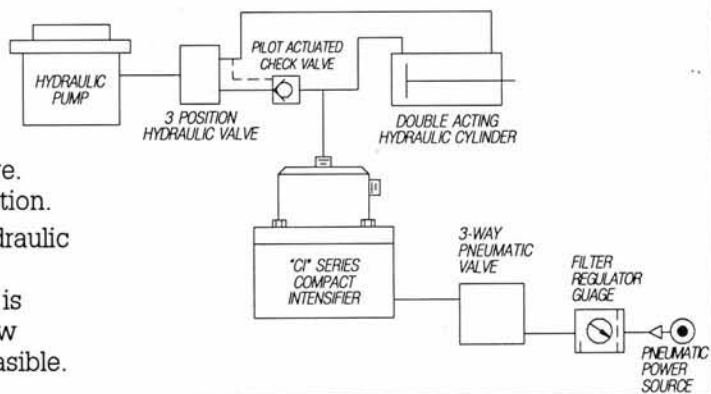 PILOT ACTUATED
CHECK VALVE
HYDRAULIC
PUMP
3 POSITION
HYDRAULIC VALVE
DOUBLE ACTING
HYDRAULIC CYLINDER
e.
tion.
draulic
is
w
asible.
"CI" SERIES
COMPACT
INTENSIFIER
3-WAY
PNEUMATIC
VALVE
FILTER
REGULATOR
GUAGE
PNEUMATIC
POWER
SOURCE